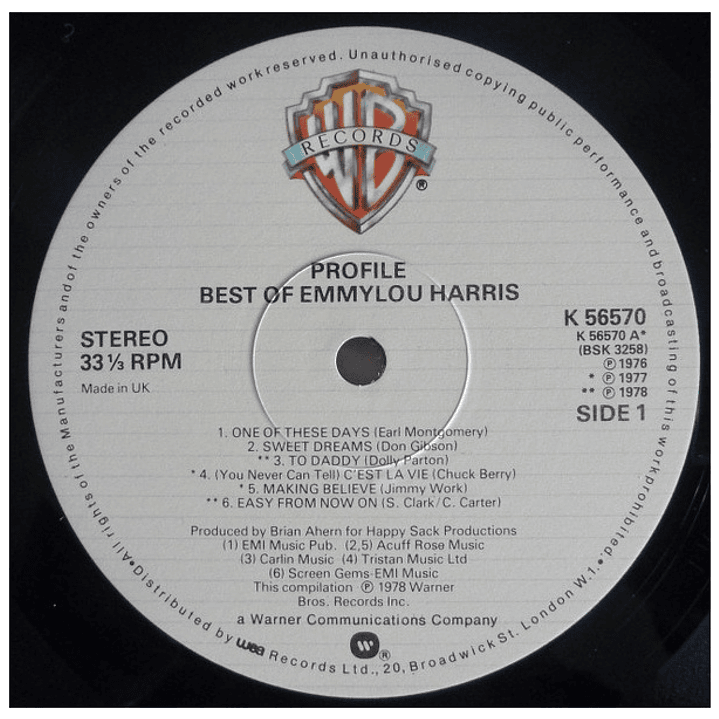 All rights of the Manufacturers and of the owners of the recorded work reserved. Unauthorised copying public performance and broadcasting of this work prohibited.
WB
RECORDS
®
PROFILE
BEST OF EMMYLOU HARRIS
STEREO
33⅓ RPM
Made in UK
K 56570
K 56570 A*
(BSK 3258)
℗ 1976
* ℗ 1977
** ℗ 1978
SIDE 1
1. ONE OF THESE DAYS (Earl Montgomery)
2. SWEET DREAMS (Don Gibson)
** 3. TO DADDY (Dolly Parton)
* 4. (You Never Can Tell) C'EST LA VIE (Chuck Berry)
* 5. MAKING BELIEVE (Jimmy Work)
** 6. EASY FROM NOW ON (S. Clark/C. Carter)
Produced by Brian Ahern for Happy Sack Productions
(1) EMI Music Pub. (2,5) Acuff Rose Music
(3) Carlin Music (4) Tristan Music Ltd
(6) Screen Gems-EMI Music
This compilation ℗ 1978 Warner
Bros. Records Inc.
a Warner Communications Company
W ®
•Distributed by wea Records Ltd., 20, Broadwick St. London W.1.•